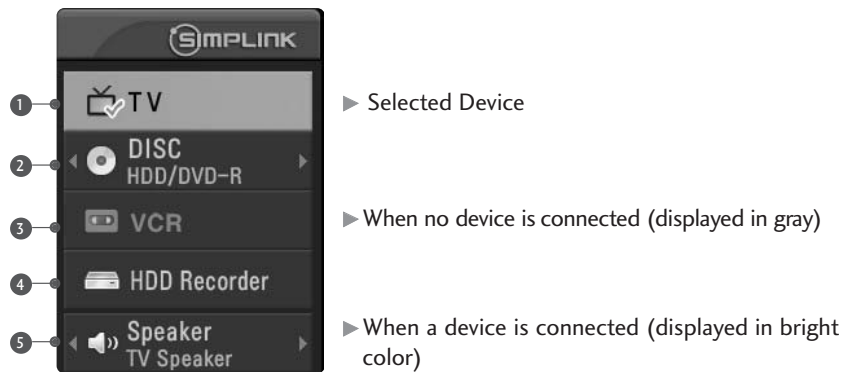 SIMPLINK
1 TV ▶ Selected Device
2 DISC
HDD/DVD-R
3 VCR ▶ When no device is connected (displayed in gray)
4 HDD Recorder
5 Speaker ▶ When a device is connected (displayed in bright
TV Speaker color)